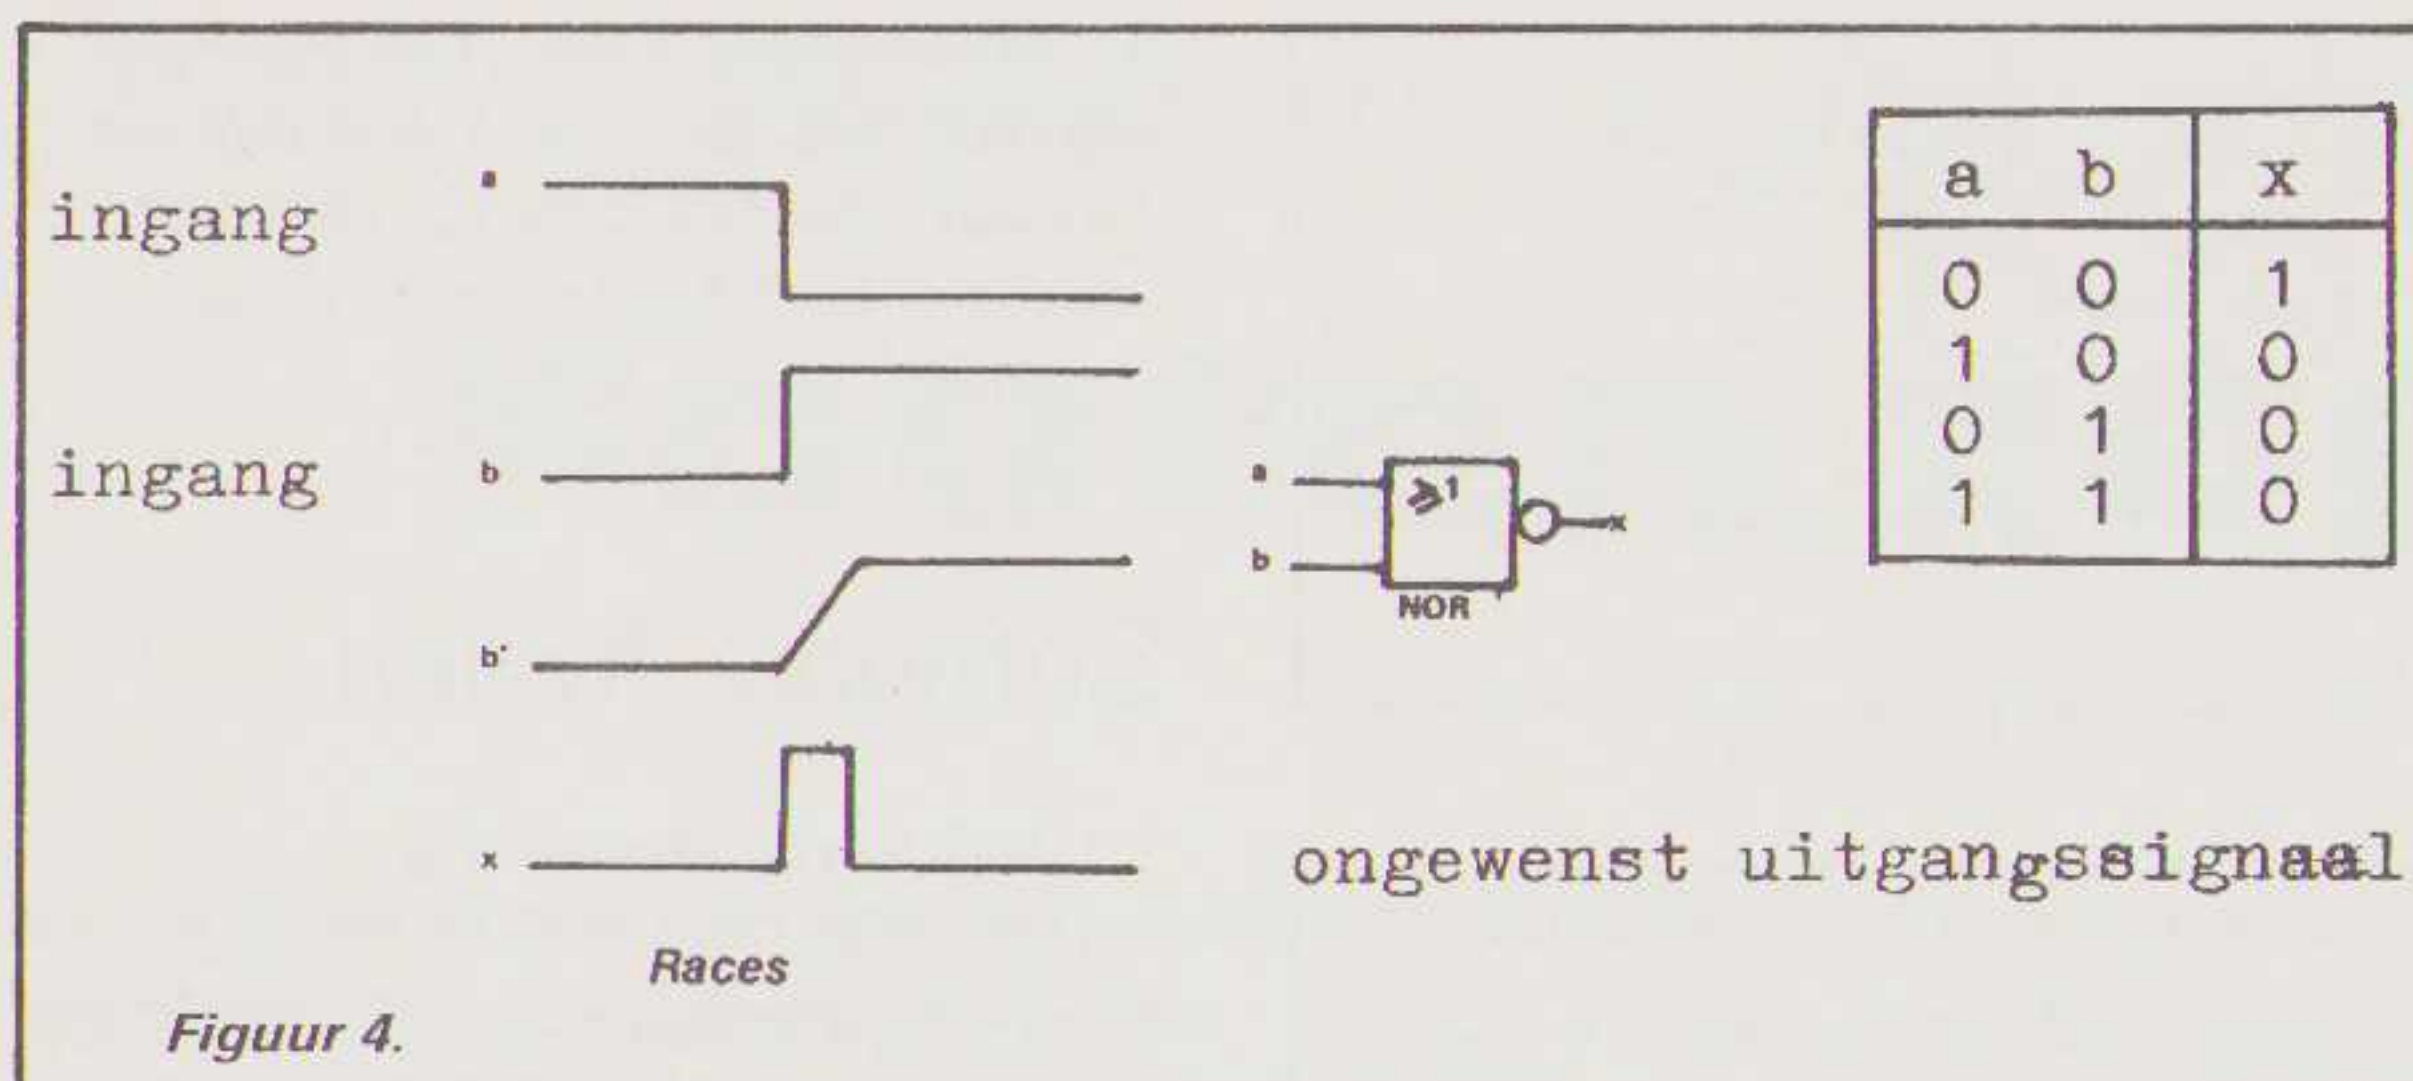 a b x
a
ingang
0 0 1
1 0 0
0 1 0
1 1 0
ingang b
a
≥1
x
b
NOR
b'
x
ongewenst uitgangssignaal
Races
Figuur 4.